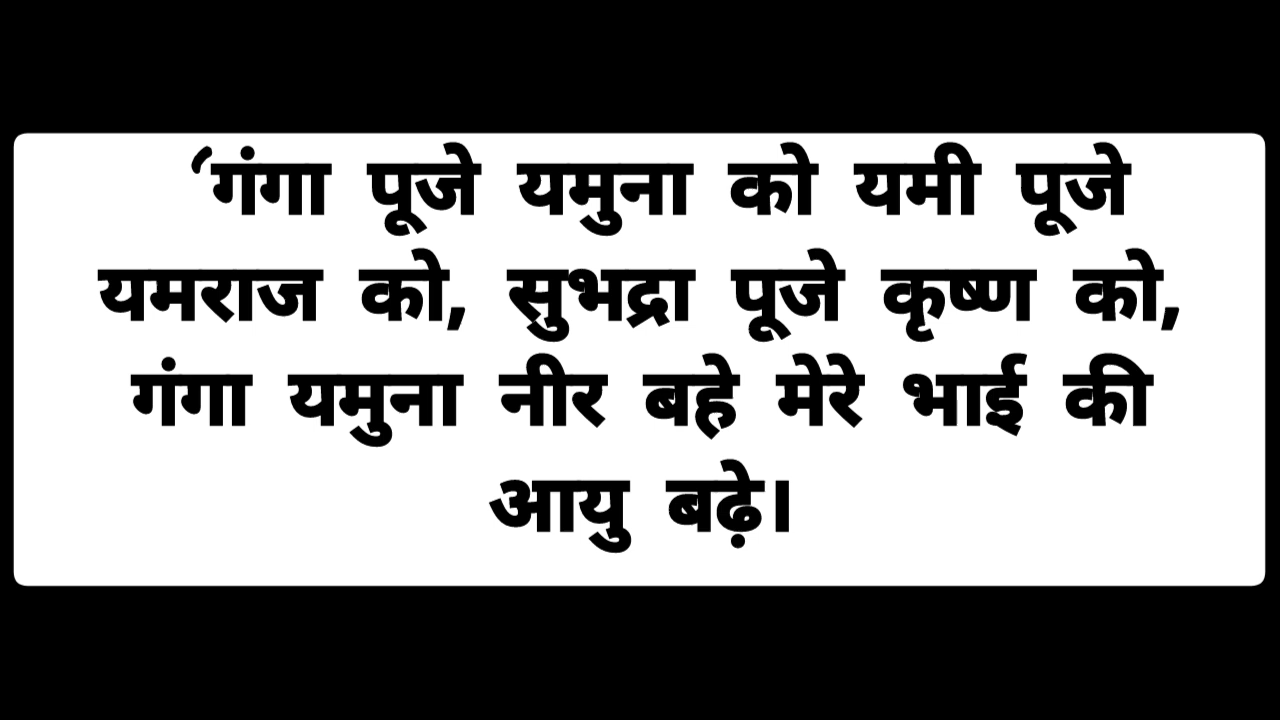 ‘गंगा पूजे यमुना को यमी पूजे
यमराज को, सुभद्रा पूजे कृष्ण को,
गंगा यमुना नीर बहे मेरे भाई की
आयु बढ़े।